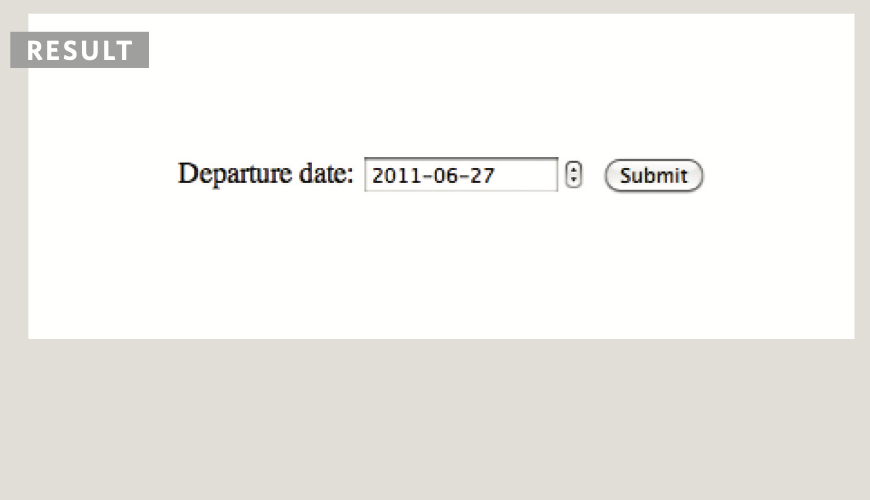 RESULT
Departure date: 2011-06-27 Submit